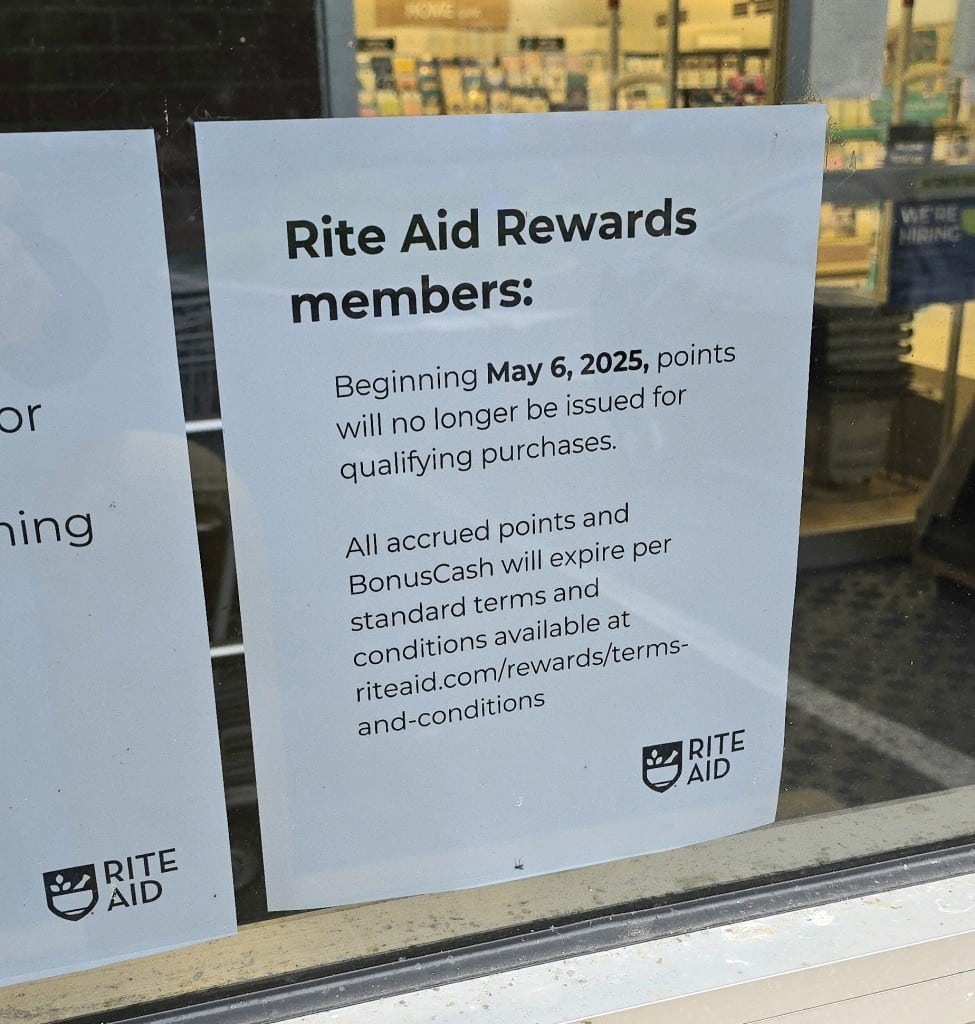 Rite Aid Rewards
members:
Beginning May 6, 2025, points
will no longer be issued for
qualifying purchases.
All accrued points and
BonusCash will expire per
standard terms and
conditions available at
riteaid.com/rewards/terms-
and-conditions
RITE
AID
or
ning
RITE
AID
WE'RE
HIRING